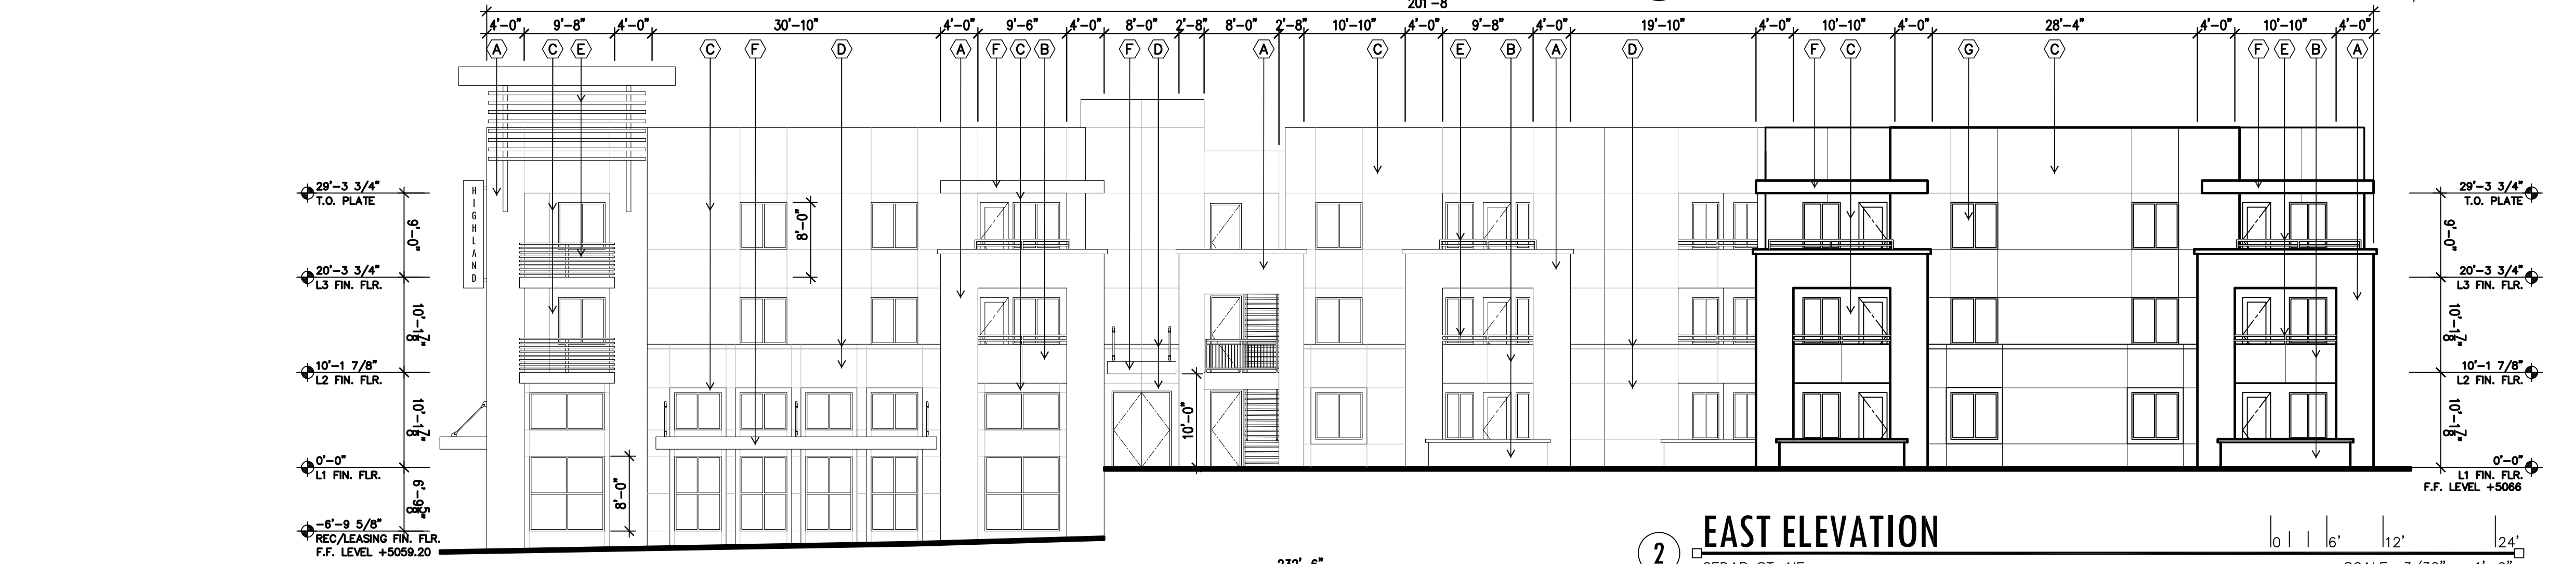 201'-8
4'-0" 9'-8" 4'-0" 30'-10" 4'-0" 9'-6" 4'-0" 8'-0" 2'-8" 8'-0" 2'-8" 10'-10" 4'-0" 9'-8" 4'-0" 19'-10" 4'-0" 10'-10" 4'-0" 28'-4" 4'-0" 10'-10" 4'-0"
A C E C F D A F C B F D A C E B A D F C G C F E B A
29'-3 3/4"
T.O. PLATE
9'-0"
20'-3 3/4"
L3 FIN. FLR.
10'-1 7/8"
10'-1 7/8"
L2 FIN. FLR.
10'-1 7/8"
0'-0"
L1 FIN. FLR.
6'-9 5/8"
-6'-9 5/8"
REC/LEASING FIN. FLR.
F.F. LEVEL +5059.20
HIGHLAND
8'-0"
8'-0"
10'-0"
29'-3 3/4"
T.O. PLATE
9'-0"
20'-3 3/4"
L3 FIN. FLR.
10'-1 7/8"
10'-1 7/8"
L2 FIN. FLR.
10'-1 7/8"
0'-0"
L1 FIN. FLR.
F.F. LEVEL +5066
2 EAST ELEVATION
0 6' 12' 24'
232'-6"